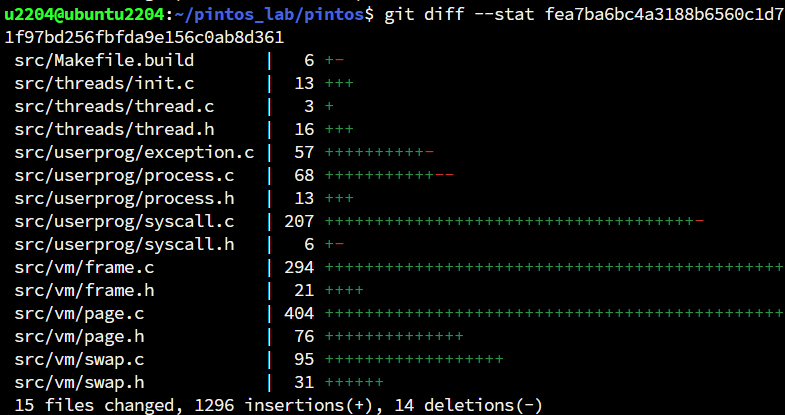 u2204@ubuntu2204:~/pintos_lab/pintos$ git diff --stat fea7ba6bc4a3188b6560c1d7
1f97bd256fbfda9e156c0ab8d361
src/Makefile.build | 6 +-
src/threads/init.c | 13 +++
src/threads/thread.c | 3 +
src/threads/thread.h | 16 +++
src/userprog/exception.c | 57 ++++++++++-
src/userprog/process.c | 68 +++++++++++--
src/userprog/process.h | 13 +++
src/userprog/syscall.c | 207 +++++++++++++++++++++++++++++++++++++-
src/userprog/syscall.h | 6 +-
src/vm/frame.c | 294 ++++++++++++++++++++++++++++++++++++++++++++++
src/vm/frame.h | 21 ++++
src/vm/page.c | 404 ++++++++++++++++++++++++++++++++++++++++++++++
src/vm/page.h | 76 ++++++++++++++
src/vm/swap.c | 95 ++++++++++++++++++
src/vm/swap.h | 31 ++++++
15 files changed, 1296 insertions(+), 14 deletions(-)